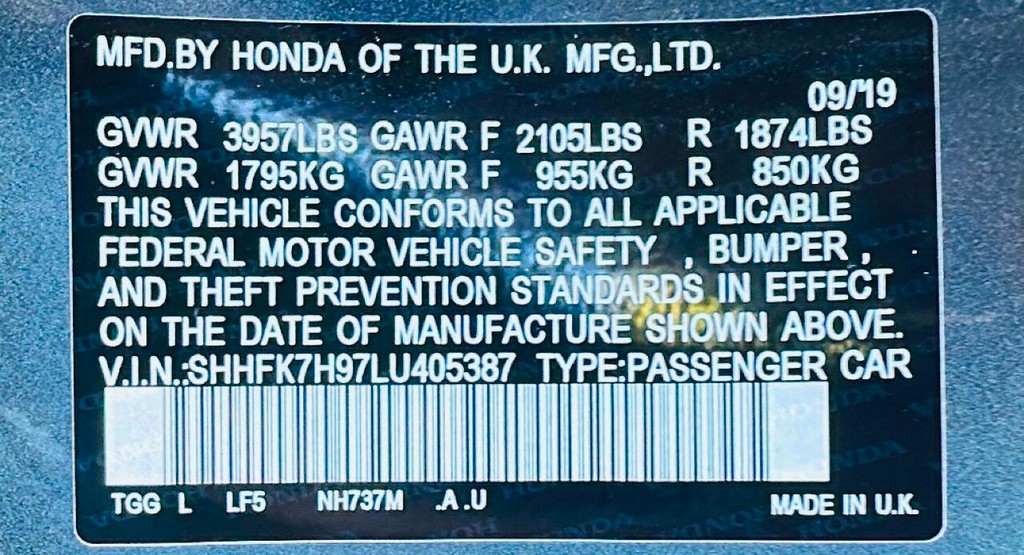 MFD.BY HONDA OF THE U.K. MFG.,LTD.
09/'19
GVWR 3957LBS GAWR F 2105LBS R 1874LBS
GVWR 1795KG GAWR F 955KG R 850KG
THIS VEHICLE CONFORMS TO ALL APPLICABLE
FEDERAL MOTOR VEHICLE SAFETY , BUMPER ,
AND THEFT PREVENTION STANDARDS IN EFFECT
ON THE DATE OF MANUFACTURE SHOWN ABOVE.
V.I.N.:SHHFK7H97LU405387 TYPE:PASSENGER CAR
TGG L LF5 NH737M .A .U MADE IN U.K.